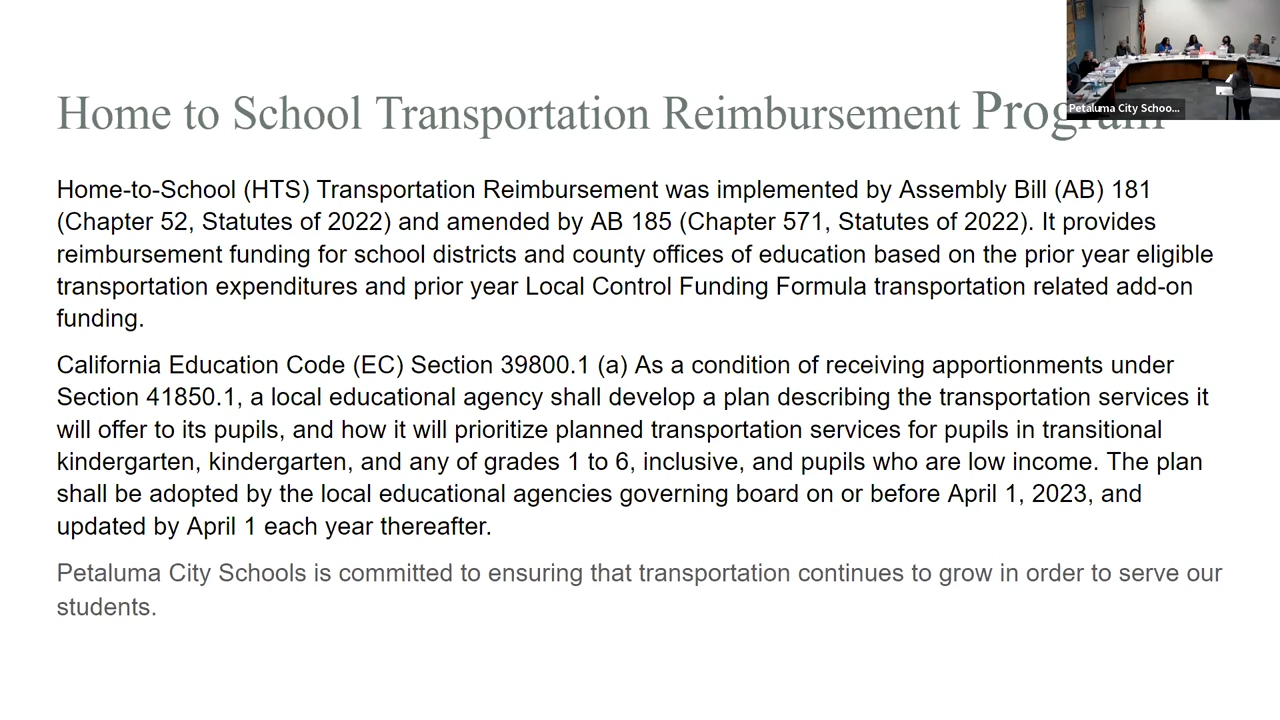 Home to School Transportation Reimbursement Program
Petaluma City Schoo...
Home-to-School (HTS) Transportation Reimbursement was implemented by Assembly Bill (AB) 181
(Chapter 52, Statutes of 2022) and amended by AB 185 (Chapter 571, Statutes of 2022). It provides
reimbursement funding for school districts and county offices of education based on the prior year eligible
transportation expenditures and prior year Local Control Funding Formula transportation related add-on
funding.
California Education Code (EC) Section 39800.1 (a) As a condition of receiving apportionments under
Section 41850.1, a local educational agency shall develop a plan describing the transportation services it
will offer to its pupils, and how it will prioritize planned transportation services for pupils in transitional
kindergarten, kindergarten, and any of grades 1 to 6, inclusive, and pupils who are low income. The plan
shall be adopted by the local educational agencies governing board on or before April 1, 2023, and
updated by April 1 each year thereafter.
Petaluma City Schools is committed to ensuring that transportation continues to grow in order to serve our
students.